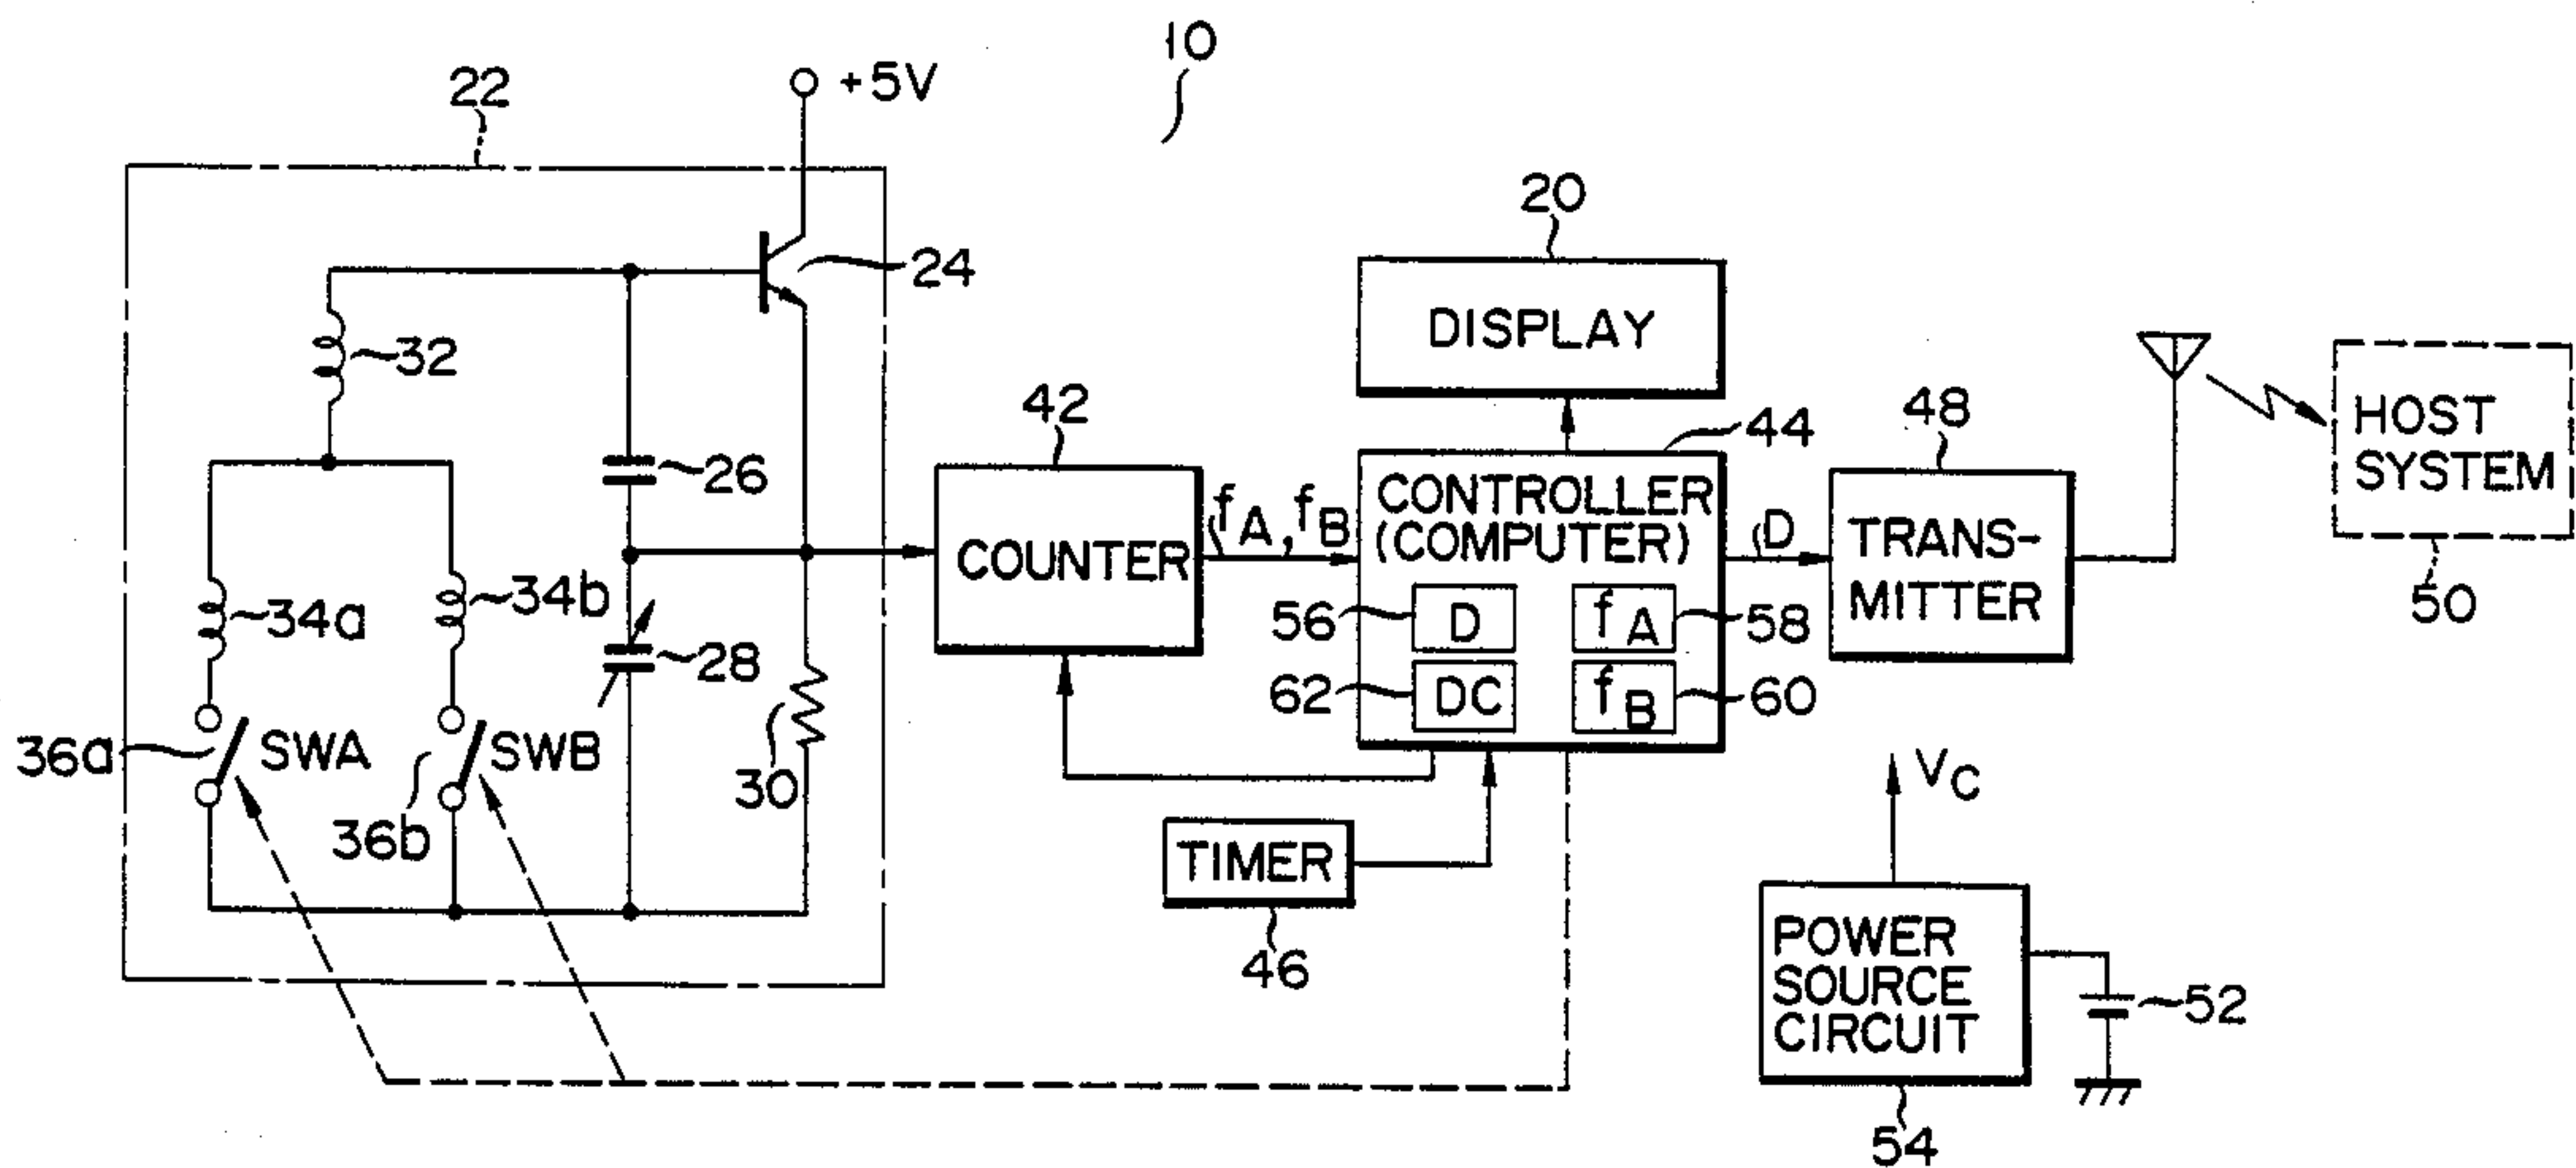 10
+5V
22
24
20
DISPLAY
32
42
48
44
HOST
SYSTEM
26
CONTROLLER
(COMPUTER)
fA, fB
D
COUNTER
TRANS-
MITTER
50
34a
34b
56
D
fA
58
28
62
DC
fB
60
36a
SWA
SWB
36b
30
VC
TIMER
46
POWER
SOURCE
CIRCUIT
52
54